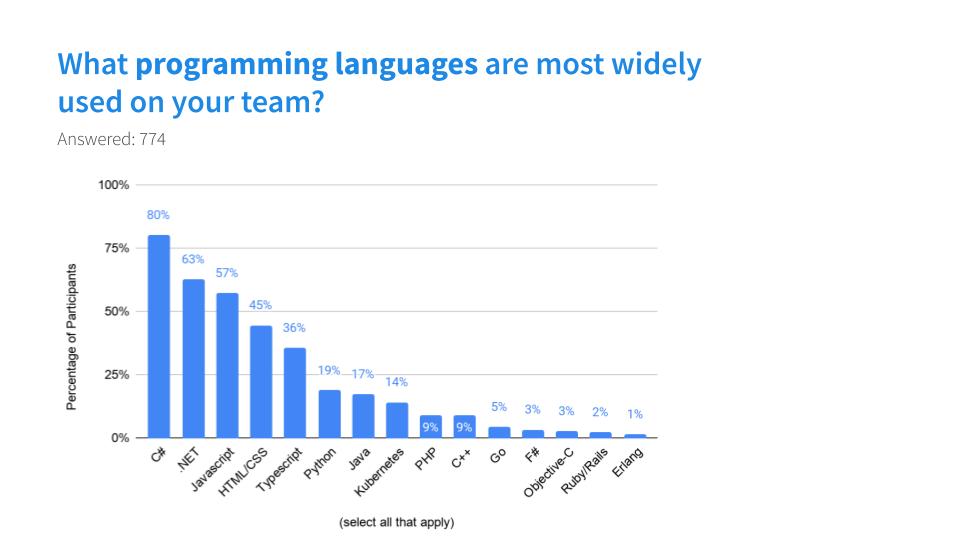 What programming languages are most widely
used on your team?
Answered: 774
100%
75%
50%
25%
0%
Percentage of Participants
80%
63%
57%
45%
36%
19%
17%
14%
9%
9%
5%
3%
3%
2%
1%
C#
.NET
Javascript
HTML/CSS
Typescript
Python
Java
Kubernetes
PHP
C++
Go
F#
Objective-C
Ruby/Rails
Erlang
(select all that apply)